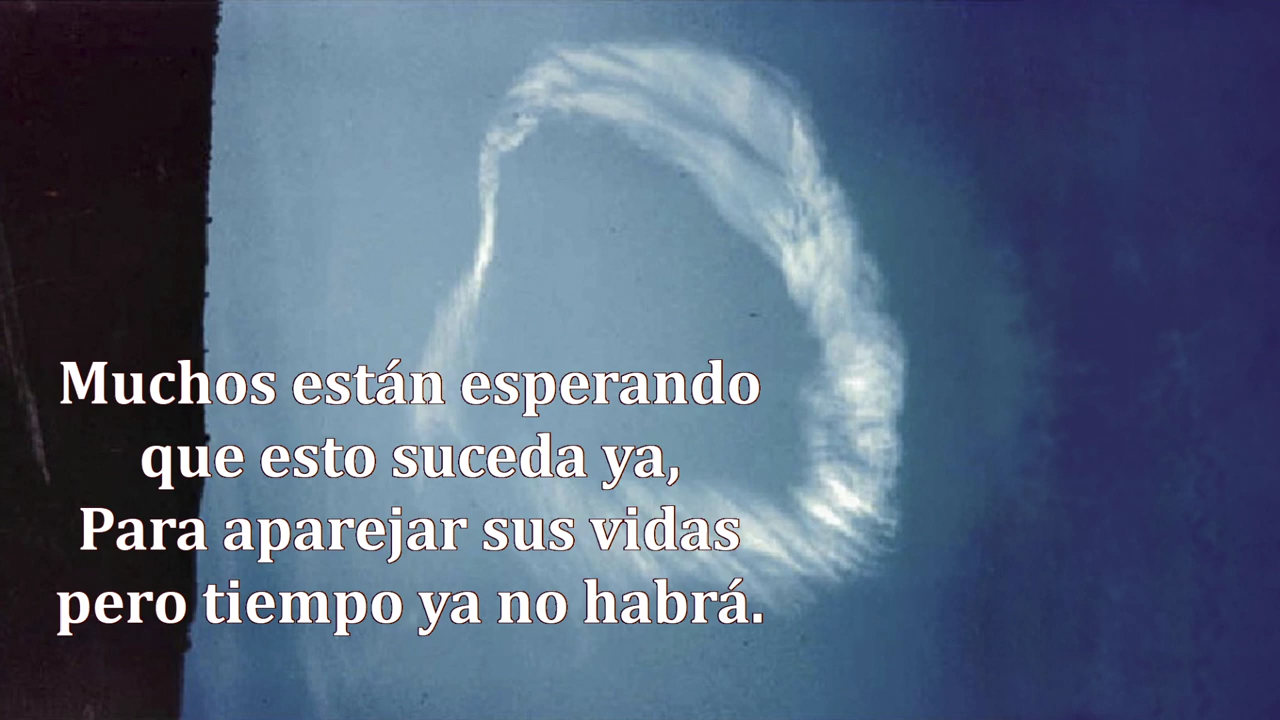 Muchos están esperando
que esto suceda ya,
Para aparejar sus vidas
pero tiempo ya no habrá.